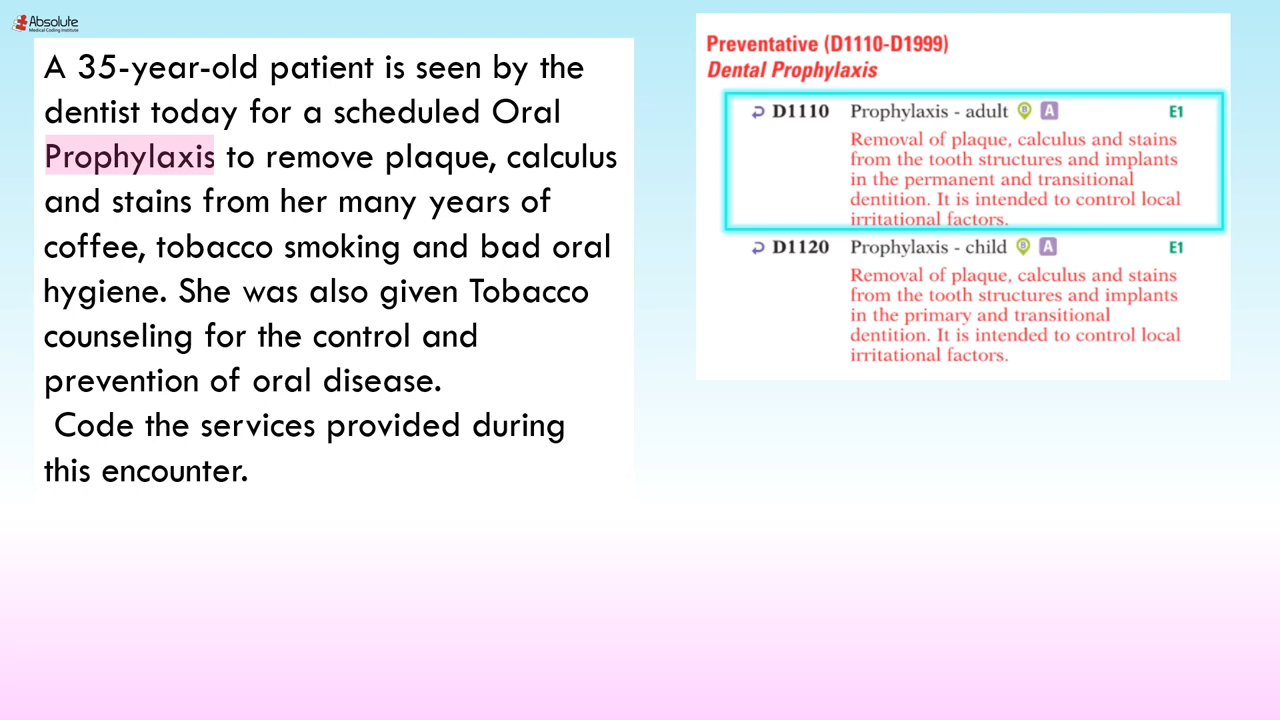 Absolute
Medical Coding Institute
A 35-year-old patient is seen by the
dentist today for a scheduled Oral
Prophylaxis to remove plaque, calculus
and stains from her many years of
coffee, tobacco smoking and bad oral
hygiene. She was also given Tobacco
counseling for the control and
prevention of oral disease.
Code the services provided during
this encounter.
Preventative (D1110-D1999)
Dental Prophylaxis
D1110 Prophylaxis - adult B A E1
Removal of plaque, calculus and stains
from the tooth structures and implants
in the permanent and transitional
dentition. It is intended to control local
irritational factors.
D1120 Prophylaxis - child B A E1
Removal of plaque, calculus and stains
from the tooth structures and implants
in the primary and transitional
dentition. It is intended to control local
irritational factors.